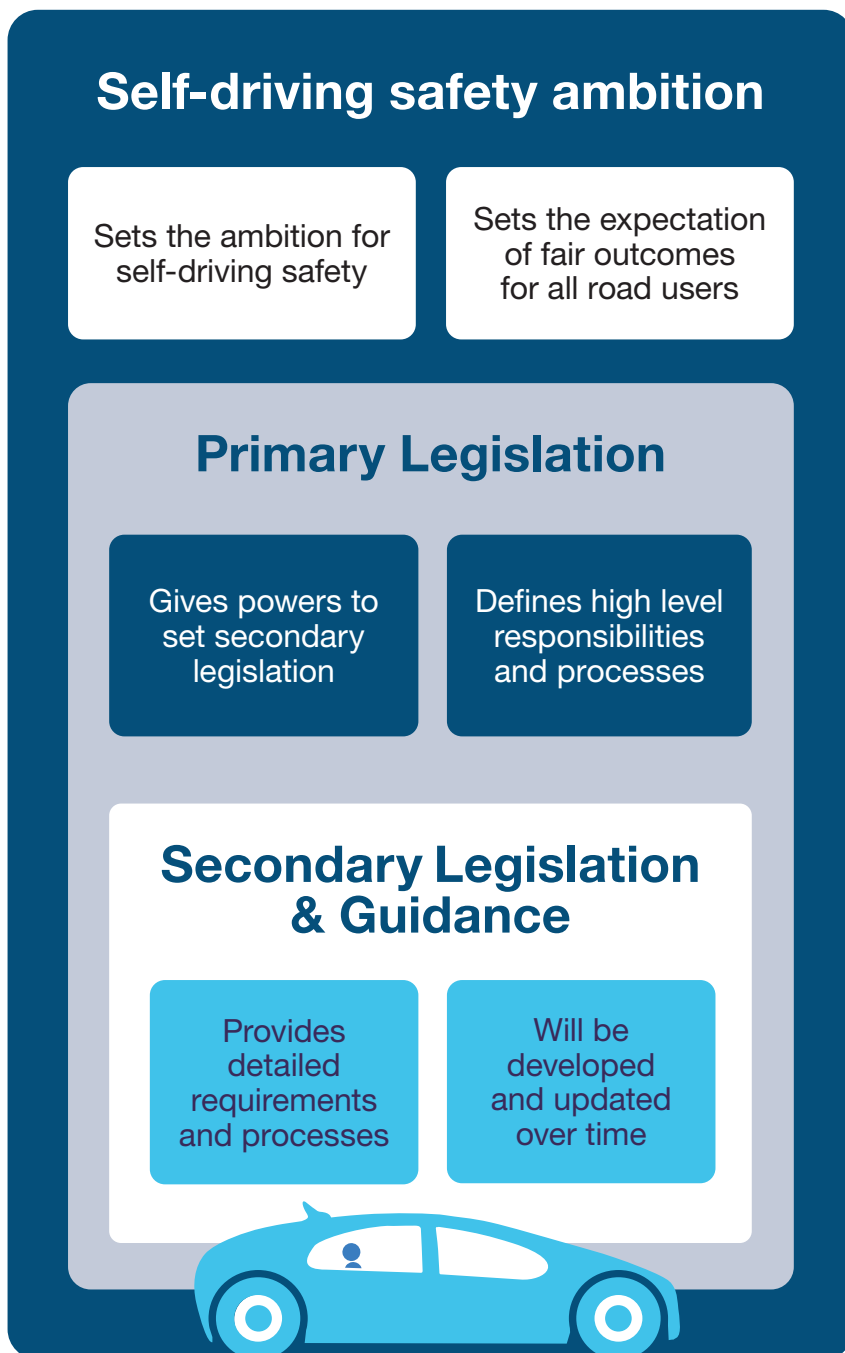 Self-driving safety ambition
Sets the ambition for
self-driving safety
Sets the expectation
of fair outcomes
for all road users
Primary Legislation
Gives powers to
set secondary
legislation
Defines high level
responsibilities
and processes
Secondary Legislation
& Guidance
Provides
detailed
requirements
and processes
Will be
developed
and updated
over time